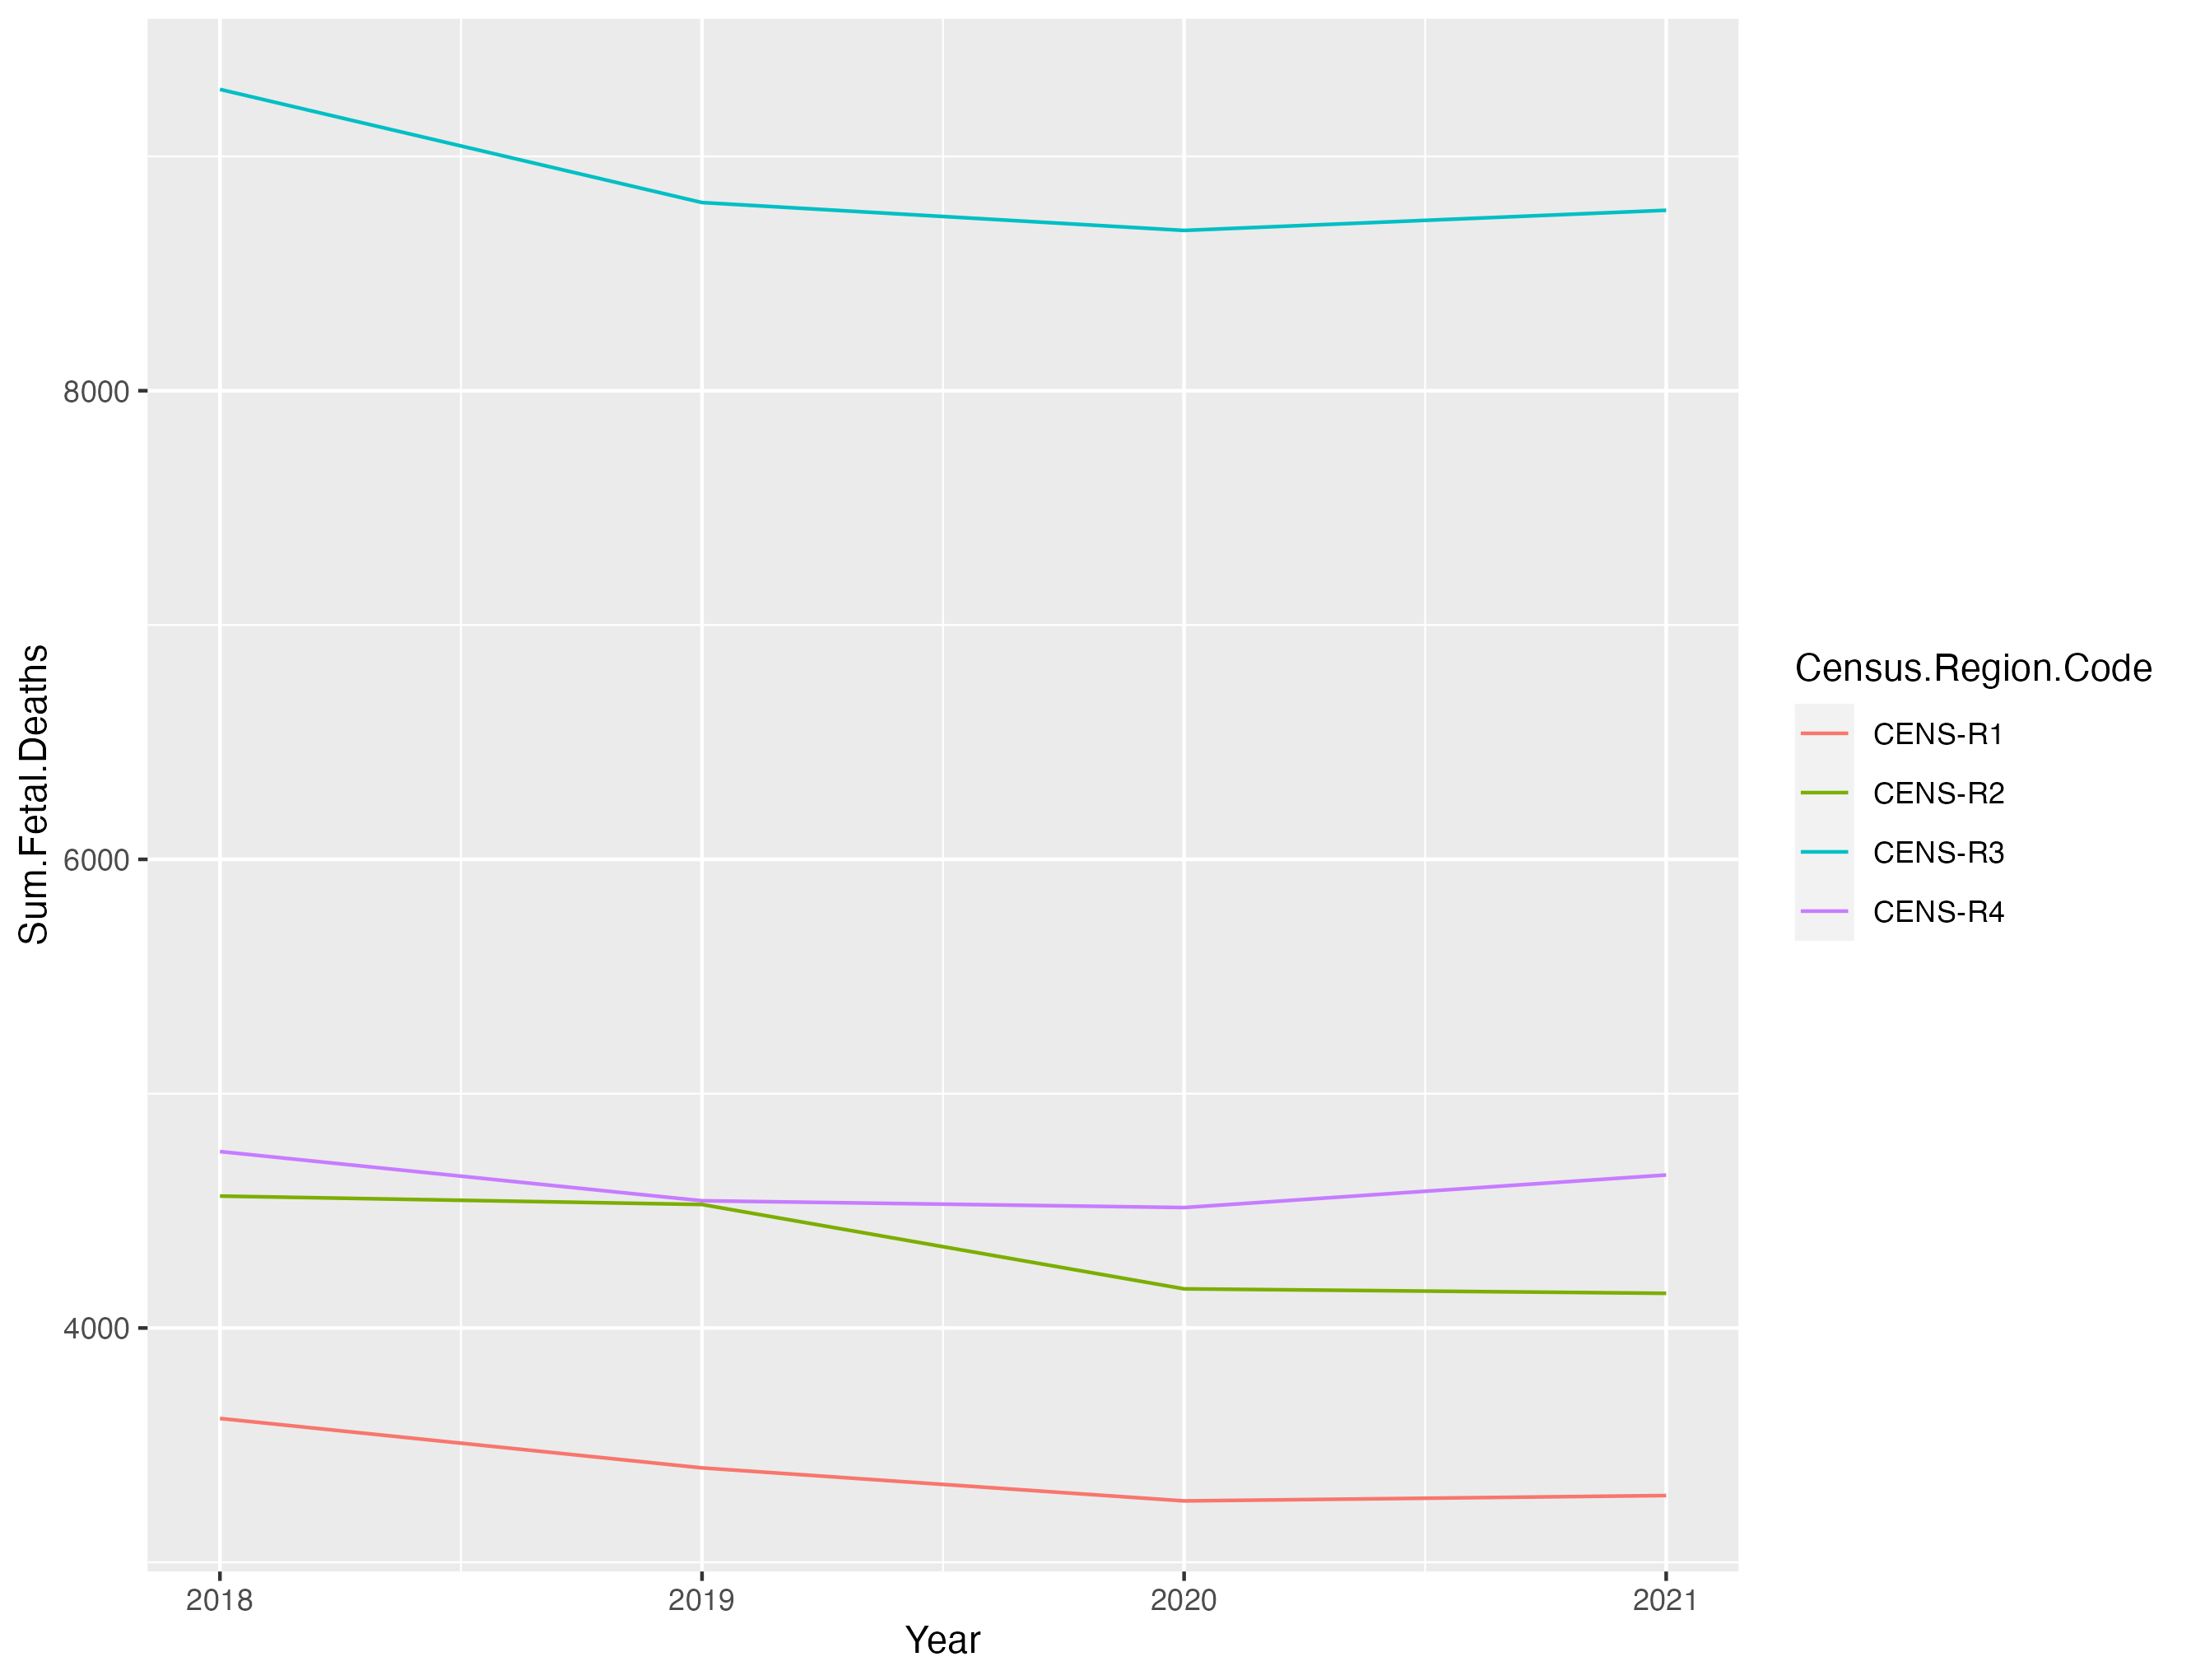 Sum.Fetal.Deaths
8000
6000
4000
2018
2019
2020
2021
Year
Census.Region.Code
CENS-R1
CENS-R2
CENS-R3
CENS-R4